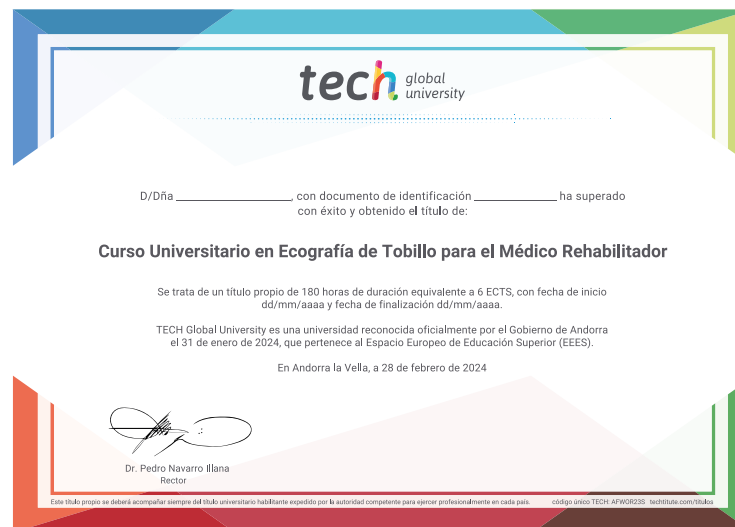 tech global university
D/Dña ____________________, con documento de identificación ______________ ha superado
con éxito y obtenido el título de:
Curso Universitario en Ecografía de Tobillo para el Médico Rehabilitador
Se trata de un título propio de 180 horas de duración equivalente a 6 ECTS, con fecha de inicio
dd/mm/aaaa y fecha de finalización dd/mm/aaaa.
TECH Global University es una universidad reconocida oficialmente por el Gobierno de Andorra
el 31 de enero de 2024, que pertenece al Espacio Europeo de Educación Superior (EEES).
En Andorra la Vella, a 28 de febrero de 2024
Dr. Pedro Navarro Illana
Rector
Este título propio se deberá acompañar siempre del título universitario habilitante expedido por la autoridad competente para ejercer profesionalmente en cada país. código único TECH: AFWOR23S techtitute.com/titulos